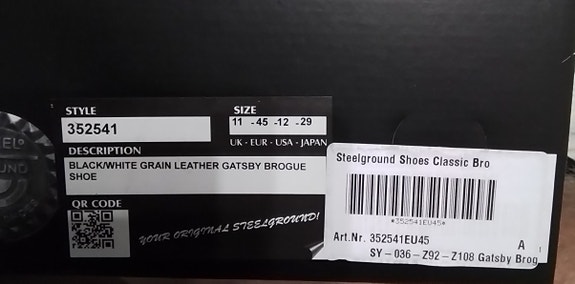 STYLE
352541
SIZE
11 - 45 -12 - 29
UK - EUR - USA - JAPAN
DESCRIPTION
BLACK/WHITE GRAIN LEATHER GATSBY BROGUE
SHOE
QR CODE
YOUR ORIGINAL STEELGROUND!
Steelground Shoes Classic Bro
*352541EU45*
Art.Nr. 352541EU45
A
SY-036-Z92-Z108 Gatsby Brog